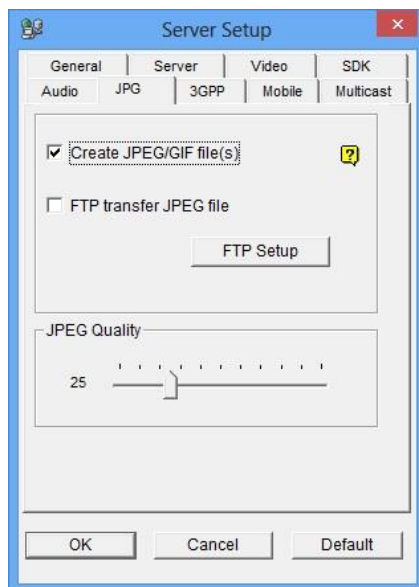 Server Setup
General Server Video SDK
Audio JPG 3GPP Mobile Multicast
Create JPEG/GIF file(s)
?
FTP transfer JPEG file
FTP Setup
JPEG Quality
25
OK Cancel Default